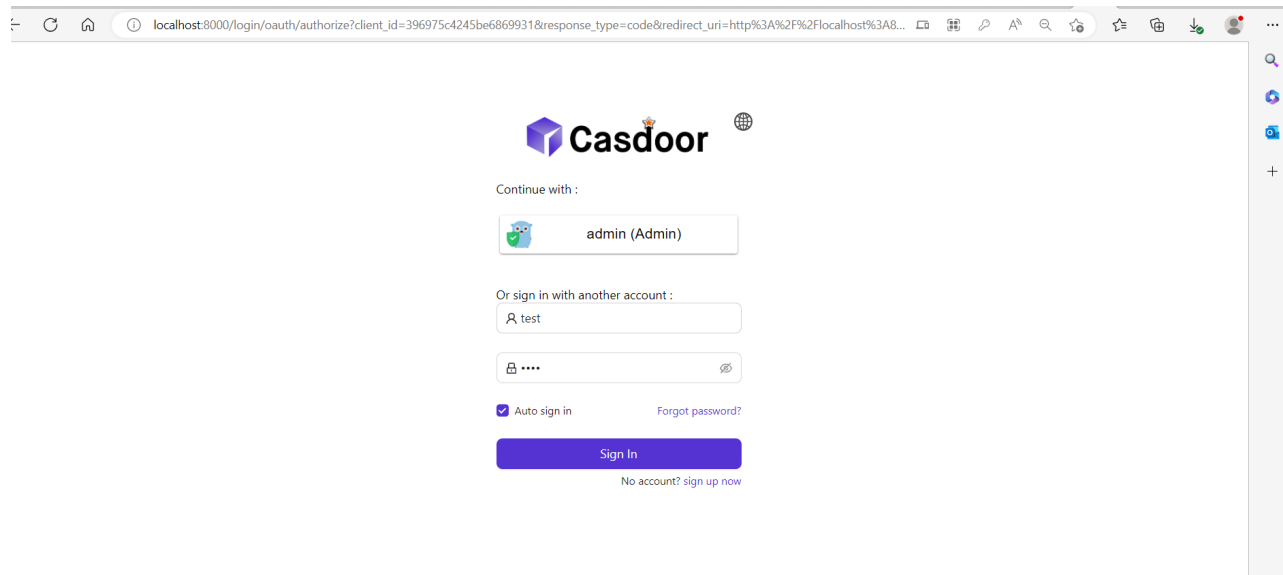 localhost:8000/login/oauth/authorize?client_id=396975c4245be6869931&response_type=code&redirect_uri=http%3A%2F%2Flocalhost%3A8...
Casdoor
Continue with :
admin (Admin)
Or sign in with another account :
test
••••
Auto sign in Forgot password?
Sign In
No account? sign up now